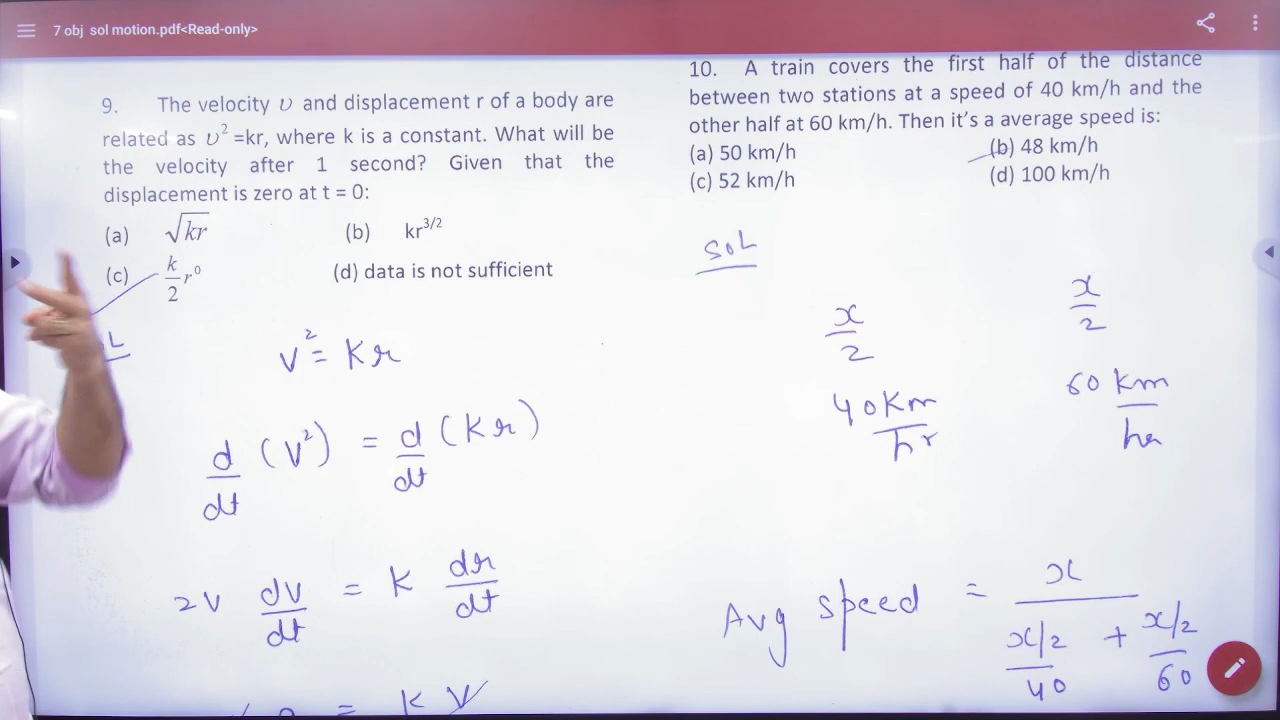 7 obj sol motion.pdf<Read-only>
9. The velocity υ and displacement r of a body are
related as υ² =kr, where k is a constant. What will be
the velocity after 1 second? Given that the
displacement is zero at t = 0:
(a) √kr (b) kr^3/2
(c) k/2 r⁰ (d) data is not sufficient
L
v² = Kr
d/dt (v²) = d/dt (Kr)
2v dv/dt = K dr/dt
= K V
10. A train covers the first half of the distance
between two stations at a speed of 40 km/h and the
other half at 60 km/h. Then it’s a average speed is:
(a) 50 km/h (b) 48 km/h
(c) 52 km/h (d) 100 km/h
SOL
x/2 x/2
40 Km/hr 60 Km/hr
Avg speed = x / (x/2 / 40 + x/2 / 60)